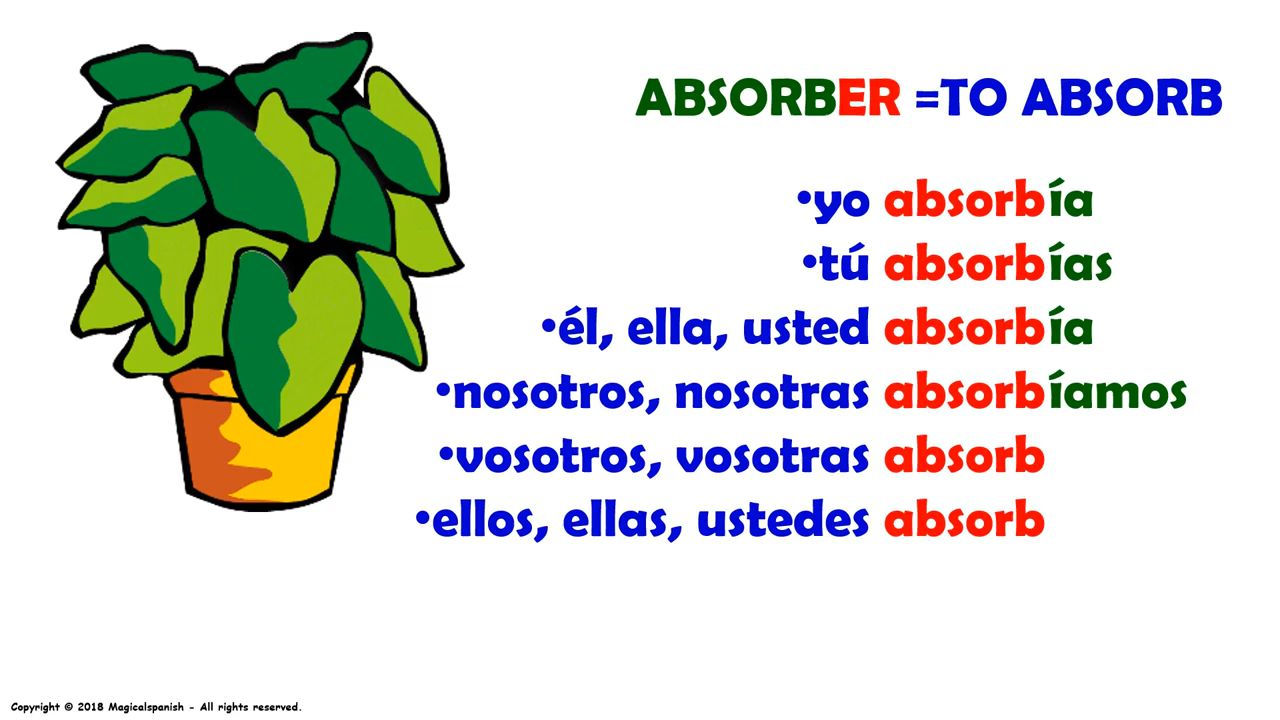 ABSORBER =TO ABSORB
•yo absorbía
•tú absorbías
•él, ella, usted absorbía
•nosotros, nosotras absorbíamos
•vosotros, vosotras absorb
•ellos, ellas, ustedes absorb
Copyright © 2018 Magicalspanish - All rights reserved.